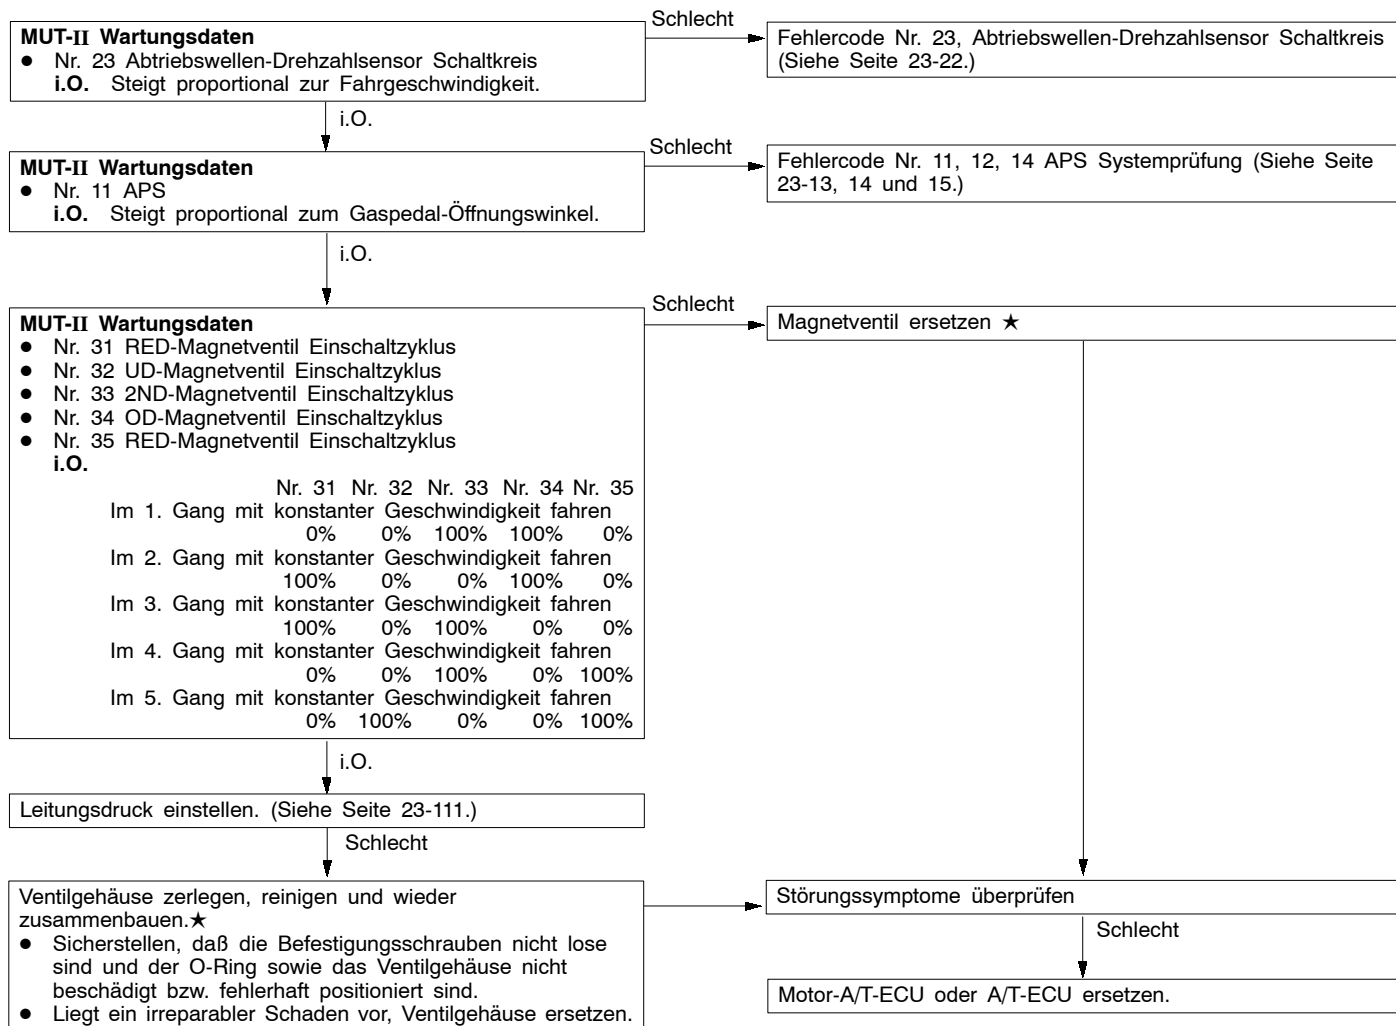 Schlecht
MUT-II Wartungsdaten
● Nr. 23 Abtriebswellen-Drehzahlsensor Schaltkreis
i.O. Steigt proportional zur Fahrgeschwindigkeit.
Fehlercode Nr. 23, Abtriebswellen-Drehzahlsensor Schaltkreis
(Siehe Seite 23-22.)
i.O.
Schlecht
MUT-II Wartungsdaten
● Nr. 11 APS
i.O. Steigt proportional zum Gaspedal-Öffnungswinkel.
Fehlercode Nr. 11, 12, 14 APS Systemprüfung (Siehe Seite
23-13, 14 und 15.)
i.O.
Schlecht
MUT-II Wartungsdaten
● Nr. 31 RED-Magnetventil Einschaltzyklus
● Nr. 32 UD-Magnetventil Einschaltzyklus
● Nr. 33 2ND-Magnetventil Einschaltzyklus
● Nr. 34 OD-Magnetventil Einschaltzyklus
● Nr. 35 RED-Magnetventil Einschaltzyklus
i.O.
Nr. 31 Nr. 32 Nr. 33 Nr. 34 Nr. 35
Im 1. Gang mit konstanter Geschwindigkeit fahren
0% 0% 100% 100% 0%
Im 2. Gang mit konstanter Geschwindigkeit fahren
100% 0% 0% 100% 0%
Im 3. Gang mit konstanter Geschwindigkeit fahren
100% 0% 100% 0% 0%
Im 4. Gang mit konstanter Geschwindigkeit fahren
0% 0% 100% 0% 100%
Im 5. Gang mit konstanter Geschwindigkeit fahren
0% 100% 0% 0% 100%
Magnetventil ersetzen ★
i.O.
Leitungsdruck einstellen. (Siehe Seite 23-111.)
Schlecht
Ventilgehäuse zerlegen, reinigen und wieder
zusammenbauen.★
● Sicherstellen, daß die Befestigungsschrauben nicht lose
sind und der O-Ring sowie das Ventilgehäuse nicht
beschädigt bzw. fehlerhaft positioniert sind.
● Liegt ein irreparabler Schaden vor, Ventilgehäuse ersetzen.
Störungssymptome überprüfen
Schlecht
Motor-A/T-ECU oder A/T-ECU ersetzen.